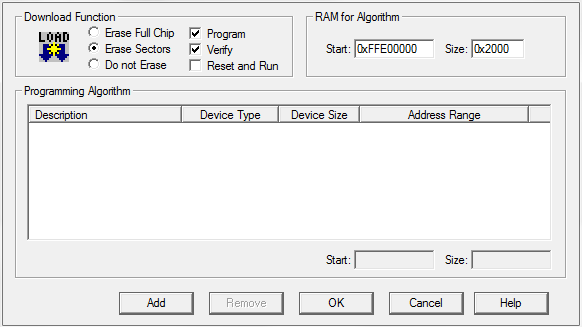 Download Function
LOAD
Erase Full Chip
Erase Sectors
Do not Erase
Program
Verify
Reset and Run
RAM for Algorithm
Start: 0xFFE00000 Size: 0x2000
Programming Algorithm
Description Device Type Device Size Address Range
Start: Size:
Add Remove OK Cancel Help